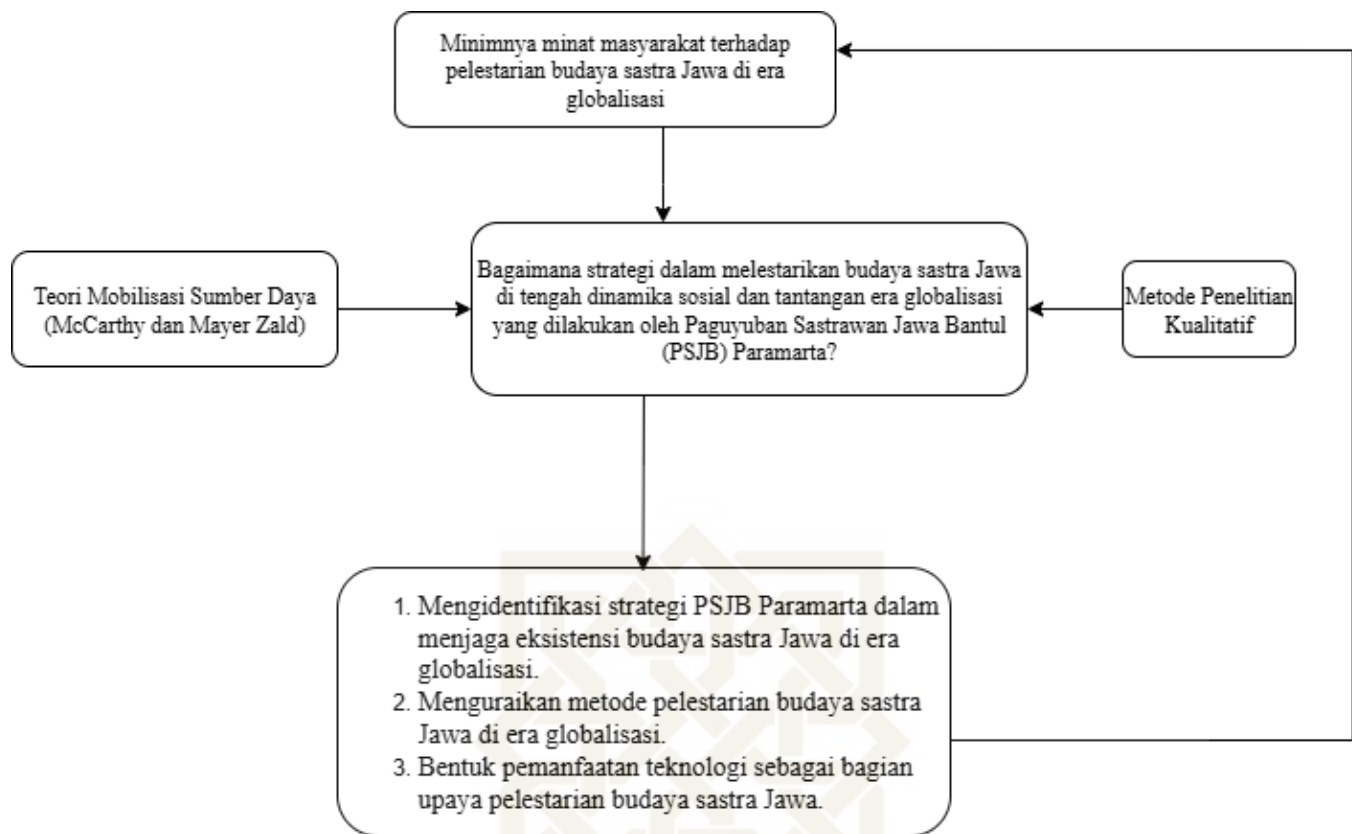 Minimnya minat masyarakat terhadap
pelestarian budaya sastra Jawa di era
globalisasi
Teori Mobilisasi Sumber Daya
(McCarthy dan Mayer Zald)
Bagaimana strategi dalam melestarikan budaya sastra Jawa
di tengah dinamika sosial dan tantangan era globalisasi
yang dilakukan oleh Paguyuban Sastrawan Jawa Bantul
(PSJB) Paramarta?
Metode Penelitian
Kualitatif
1. Mengidentifikasi strategi PSJB Paramarta dalam
menjaga eksistensi budaya sastra Jawa di era
globalisasi.
2. Menguraikan metode pelestarian budaya sastra
Jawa di era globalisasi.
3. Bentuk pemanfaatan teknologi sebagai bagian
upaya pelestarian budaya sastra Jawa.